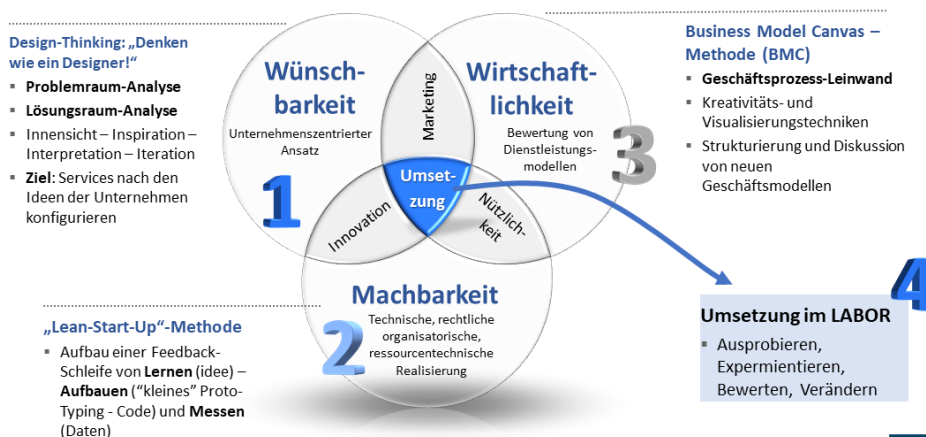 Design-Thinking: „Denken
wie ein Designer!“
▪ Problemraum-Analyse
▪ Lösungsraum-Analyse
▪ Innensicht – Inspiration –
Interpretation – Iteration
▪ Ziel: Services nach den
Ideen der Unternehmen
konfigurieren
Wünsch-
barkeit
Unternehmenszentrierter
Ansatz
1
Marketing
Wirtschaft-
lichkeit
Bewertung von
Dienstleistungs-
modellen
3
Business Model Canvas –
Methode (BMC)
▪ Geschäftsprozess-Leinwand
▪ Kreativitäts- und
Visualisierungstechniken
▪ Strukturierung und Diskussion
von neuen
Geschäftsmodellen
Umset-
zung
Innovation
Nützlich-
keit
„Lean-Start-Up“-Methode
▪ Aufbau einer Feedback-
Schleife von Lernen (idee) –
Aufbauen (“kleines” Proto-
Typing - Code) und Messen
(Daten)
Machbarkeit
2
Technische, rechtliche
organisatorische,
ressourcentechnische
Realisierung
4
Umsetzung im LABOR
▪ Ausprobieren,
Expermientieren,
Bewerten, Verändern